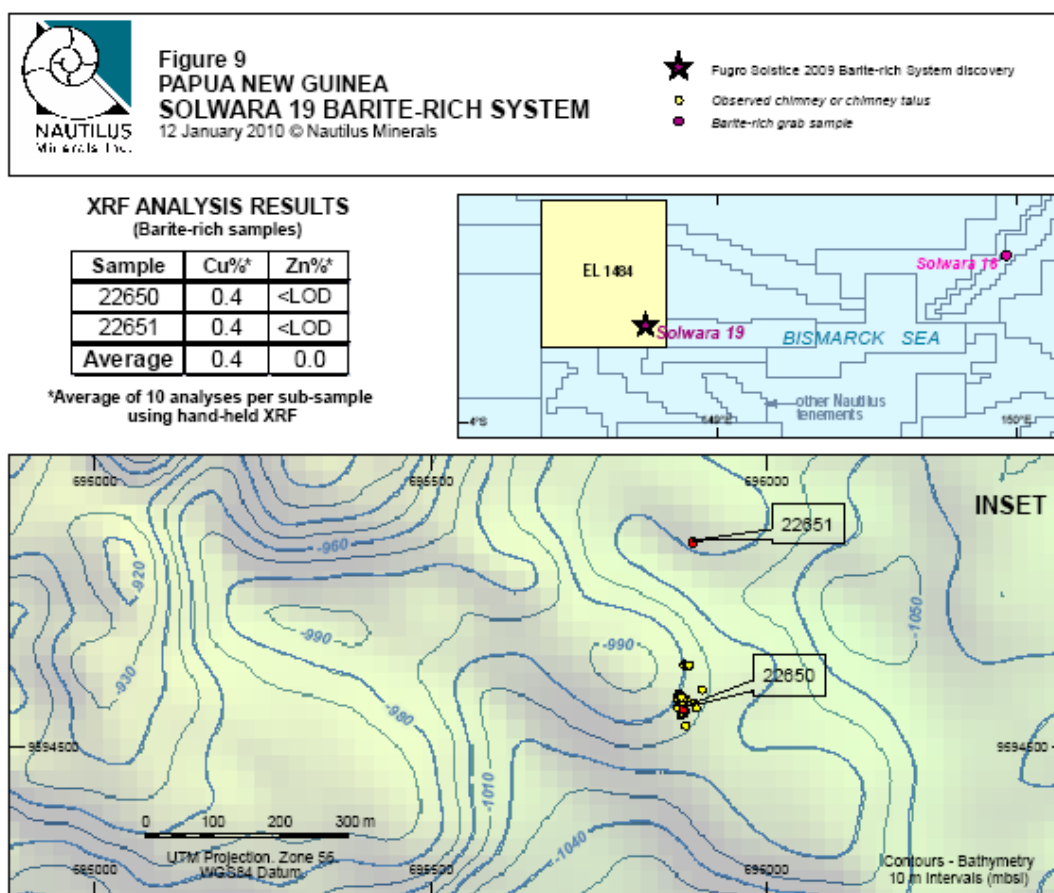 NAUTILUS
Minerals Inc.
Figure 9
PAPUA NEW GUINEA
SOLWARA 19 BARITE-RICH SYSTEM
12 January 2010 © Nautilus Minerals
Fugro Solstice 2009 Barite-rich System discovery
Observed chimney or chimney talus
Barite-rich grab sample
XRF ANALYSIS RESULTS
(Barite-rich samples)
Sample Cu%* Zn%*
22650 0.4 <LOD
22651 0.4 <LOD
Average 0.4 0.0
*Average of 10 analyses per sub-sample
using hand-held XRF
EL 1484
Solwara 16
Solwara 19
BISMARCK SEA
other Nautilus
tenements
4°S
149°E
150°E
695000
695500
696000
INSET
22651
-960
-920
-990
-990
-1050
-930
22650
-980
9594500
9594500
-1010
0 100 200 300 m
-1040
UTM Projection. Zone 56.
WGS84 Datum
Contours - Bathymetry
10 m Intervals (mbsl)
695000
695500
696000